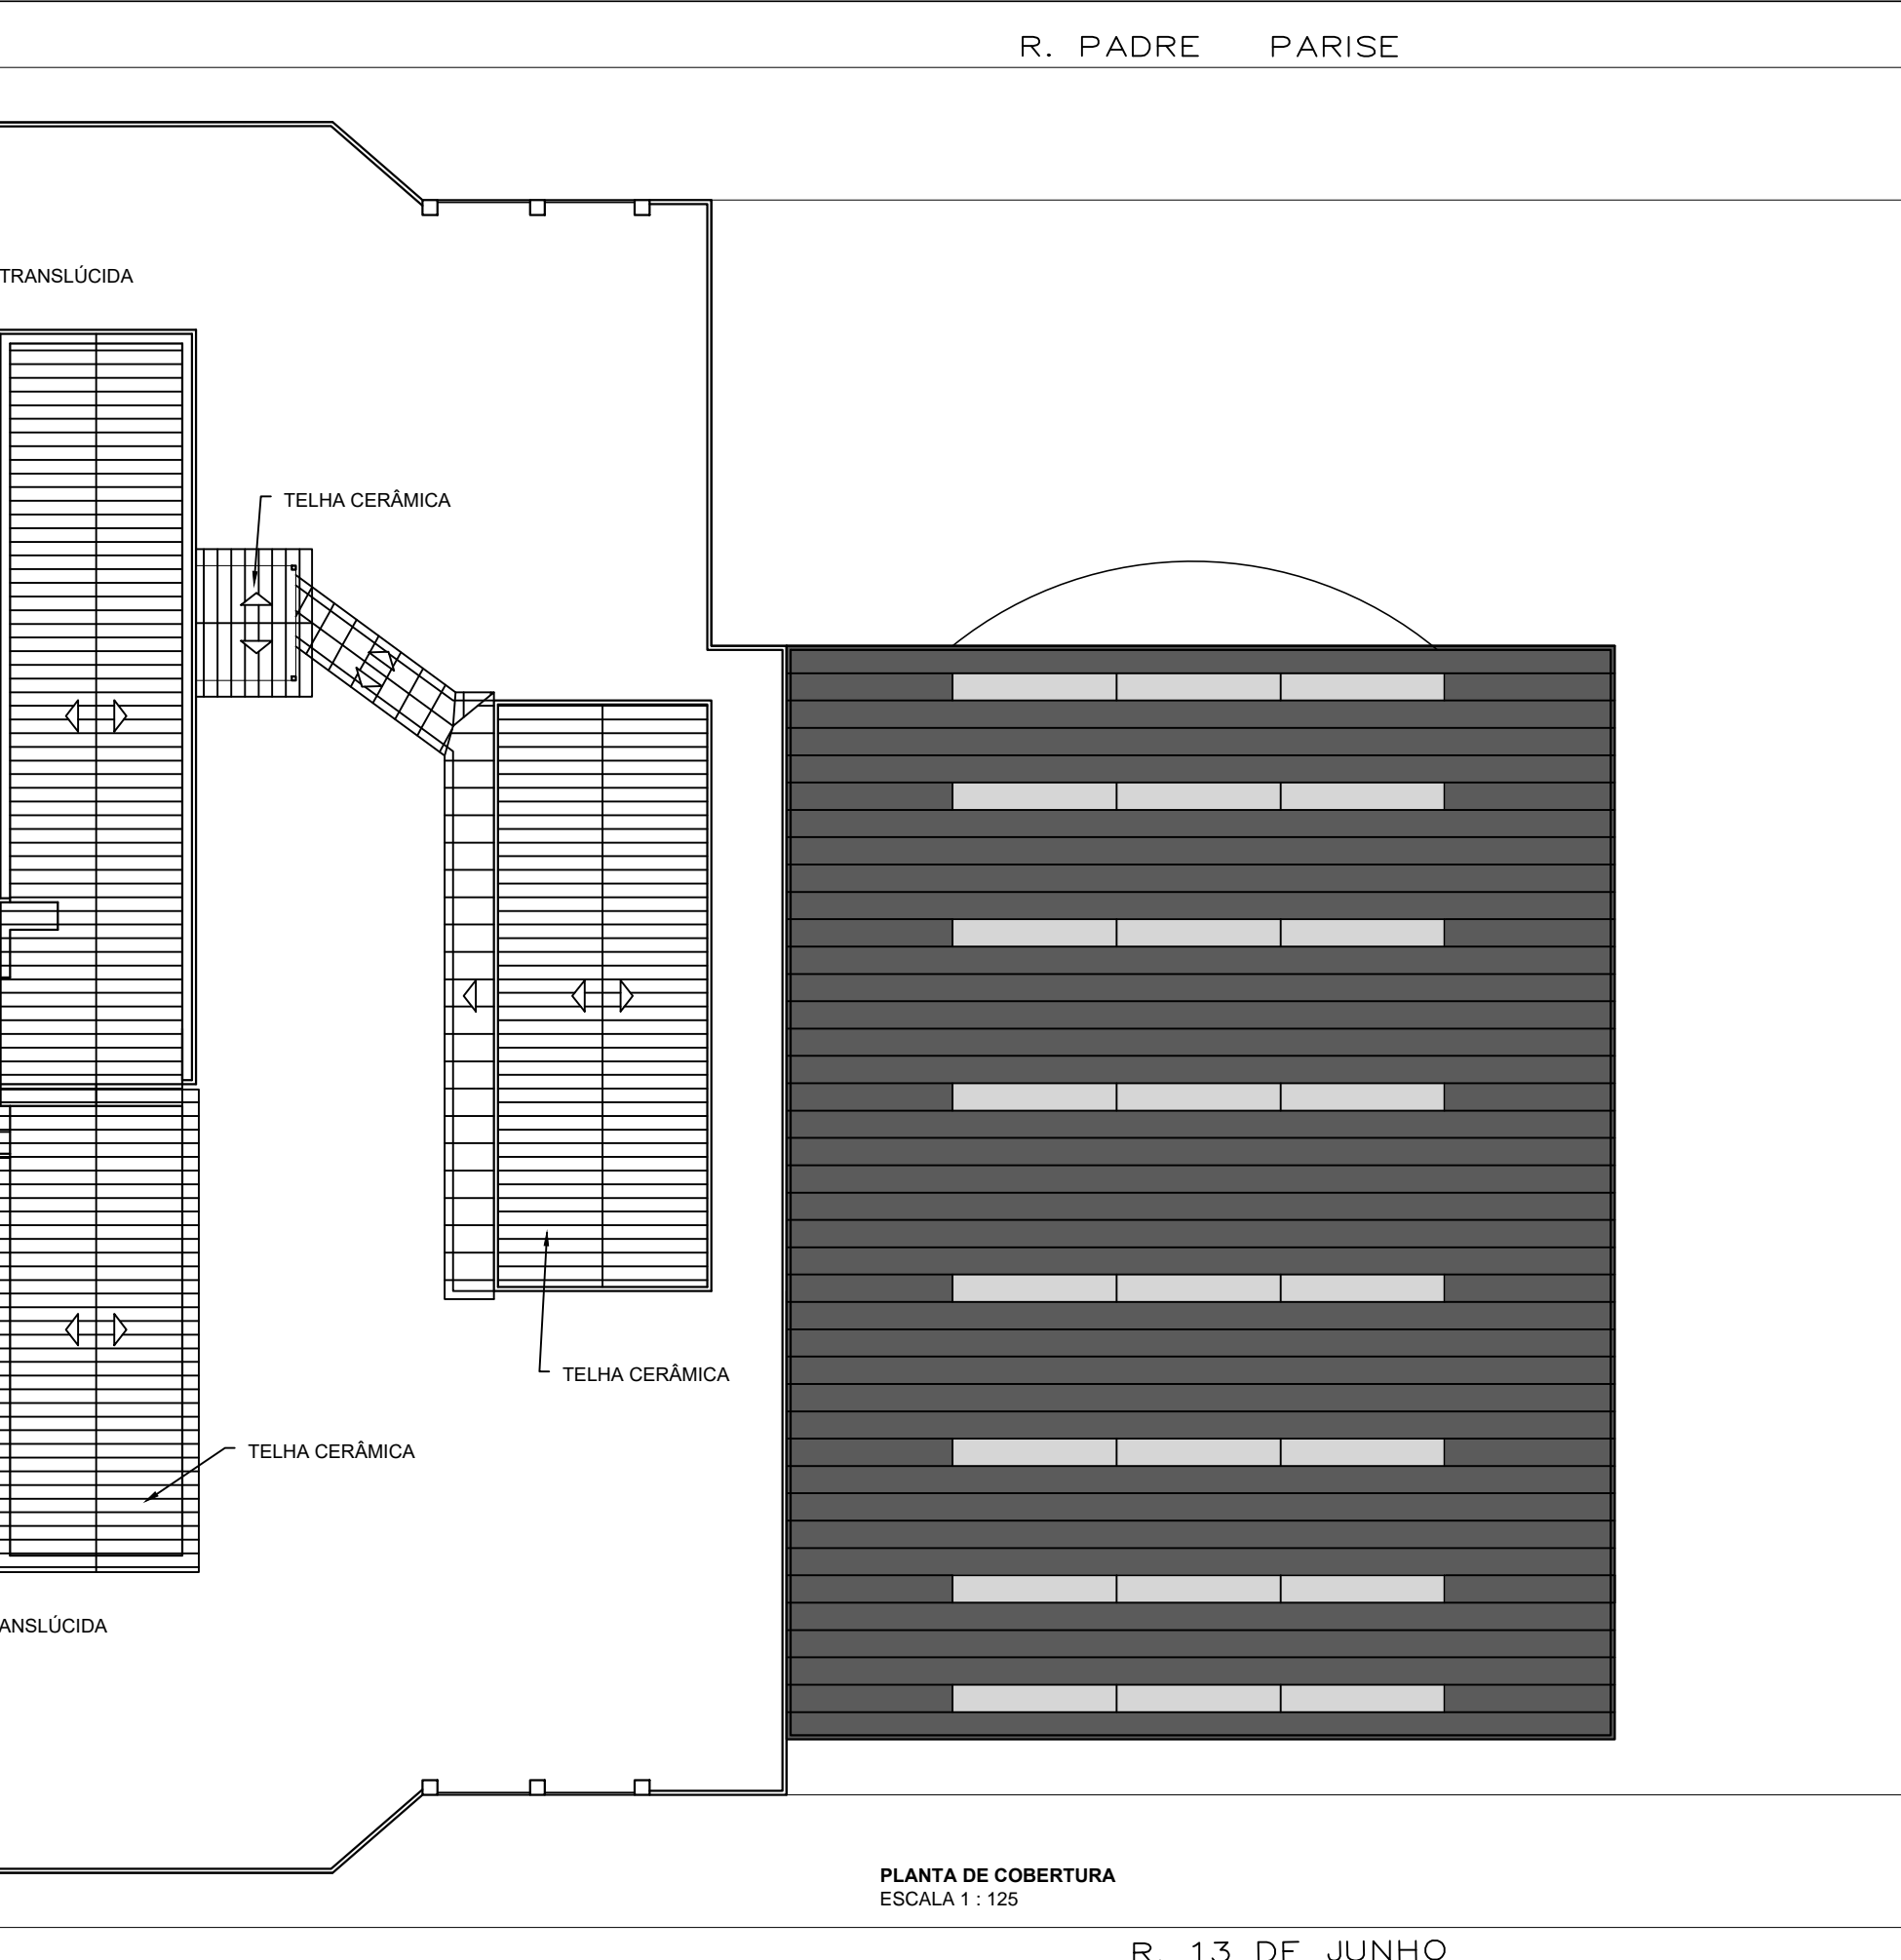 R. PADRE PARISE
TRANSLÚCIDA
TELHA CERÂMICA
TELHA CERÂMICA
TELHA CERÂMICA
ANSLÚCIDA
PLANTA DE COBERTURA
ESCALA 1 : 125
R. 13 DE JUNHO